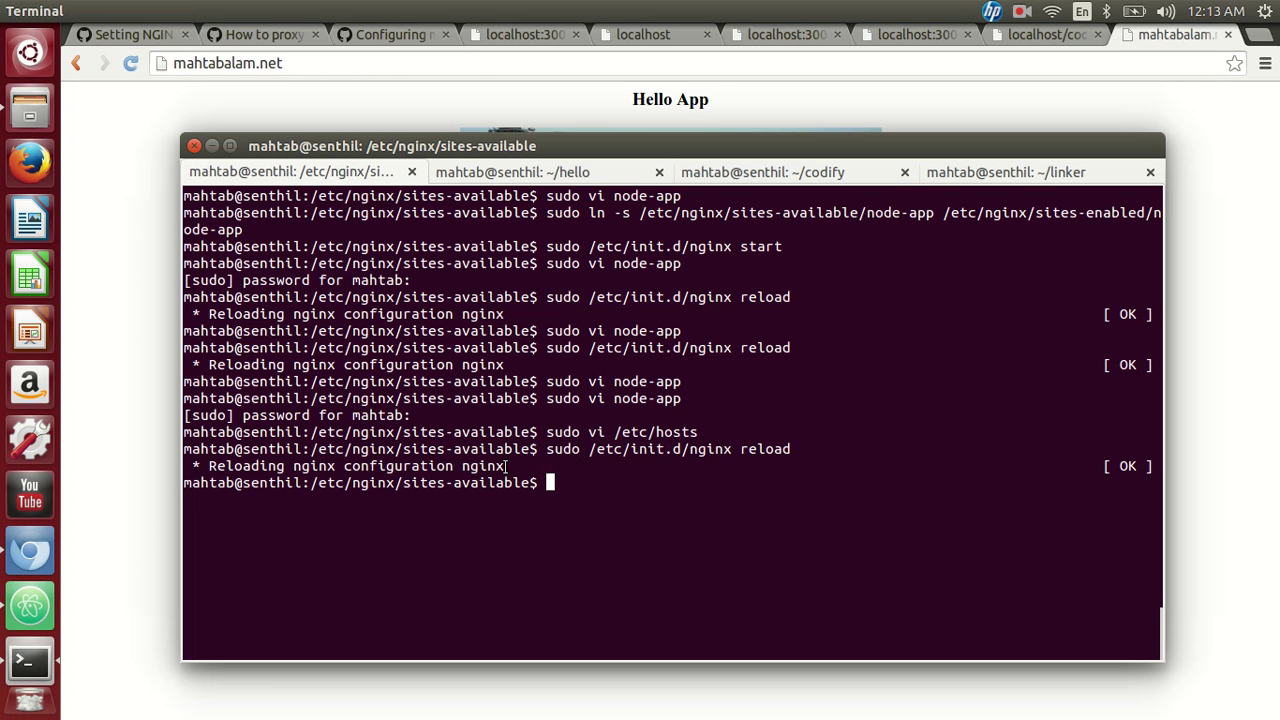 Terminal
hp
En
12:13 AM
Setting NGIN
How to proxy
Configuring n
localhost:300
localhost
localhost:300
localhost:300
localhost/coc
mahtabalam.n
mahtabalam.net
Hello App
mahtab@senthil: /etc/nginx/sites-available
mahtab@senthil: /etc/nginx/si...
mahtab@senthil: ~/hello
mahtab@senthil: ~/codify
mahtab@senthil: ~/linker
mahtab@senthil:/etc/nginx/sites-available$ sudo vi node-app
mahtab@senthil:/etc/nginx/sites-available$ sudo ln -s /etc/nginx/sites-available/node-app /etc/nginx/sites-enabled/n
ode-app
mahtab@senthil:/etc/nginx/sites-available$ sudo /etc/init.d/nginx start
mahtab@senthil:/etc/nginx/sites-available$ sudo vi node-app
[sudo] password for mahtab:
mahtab@senthil:/etc/nginx/sites-available$ sudo /etc/init.d/nginx reload
* Reloading nginx configuration nginx [ OK ]
mahtab@senthil:/etc/nginx/sites-available$ sudo vi node-app
mahtab@senthil:/etc/nginx/sites-available$ sudo /etc/init.d/nginx reload
* Reloading nginx configuration nginx [ OK ]
mahtab@senthil:/etc/nginx/sites-available$ sudo vi node-app
mahtab@senthil:/etc/nginx/sites-available$ sudo vi node-app
[sudo] password for mahtab:
mahtab@senthil:/etc/nginx/sites-available$ sudo vi /etc/hosts
mahtab@senthil:/etc/nginx/sites-available$ sudo /etc/init.d/nginx reload
* Reloading nginx configuration nginx [ OK ]
mahtab@senthil:/etc/nginx/sites-available$
You
Tube